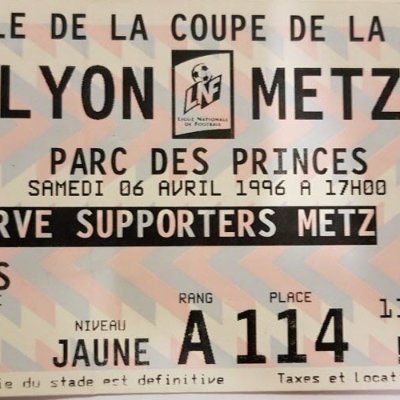 LE DE LA COUPE DE LA
LYON LNF METZ
LIGUE NATIONALE
DE FOOTBALL
PARC DES PRINCES
SAMEDI 06 AVRIL 1996 A 17H00
RVE SUPPORTERS METZ
S
RANG PLACE
NIVEAU
JAUNE A 114
ie du stade est definitive Taxes et locat